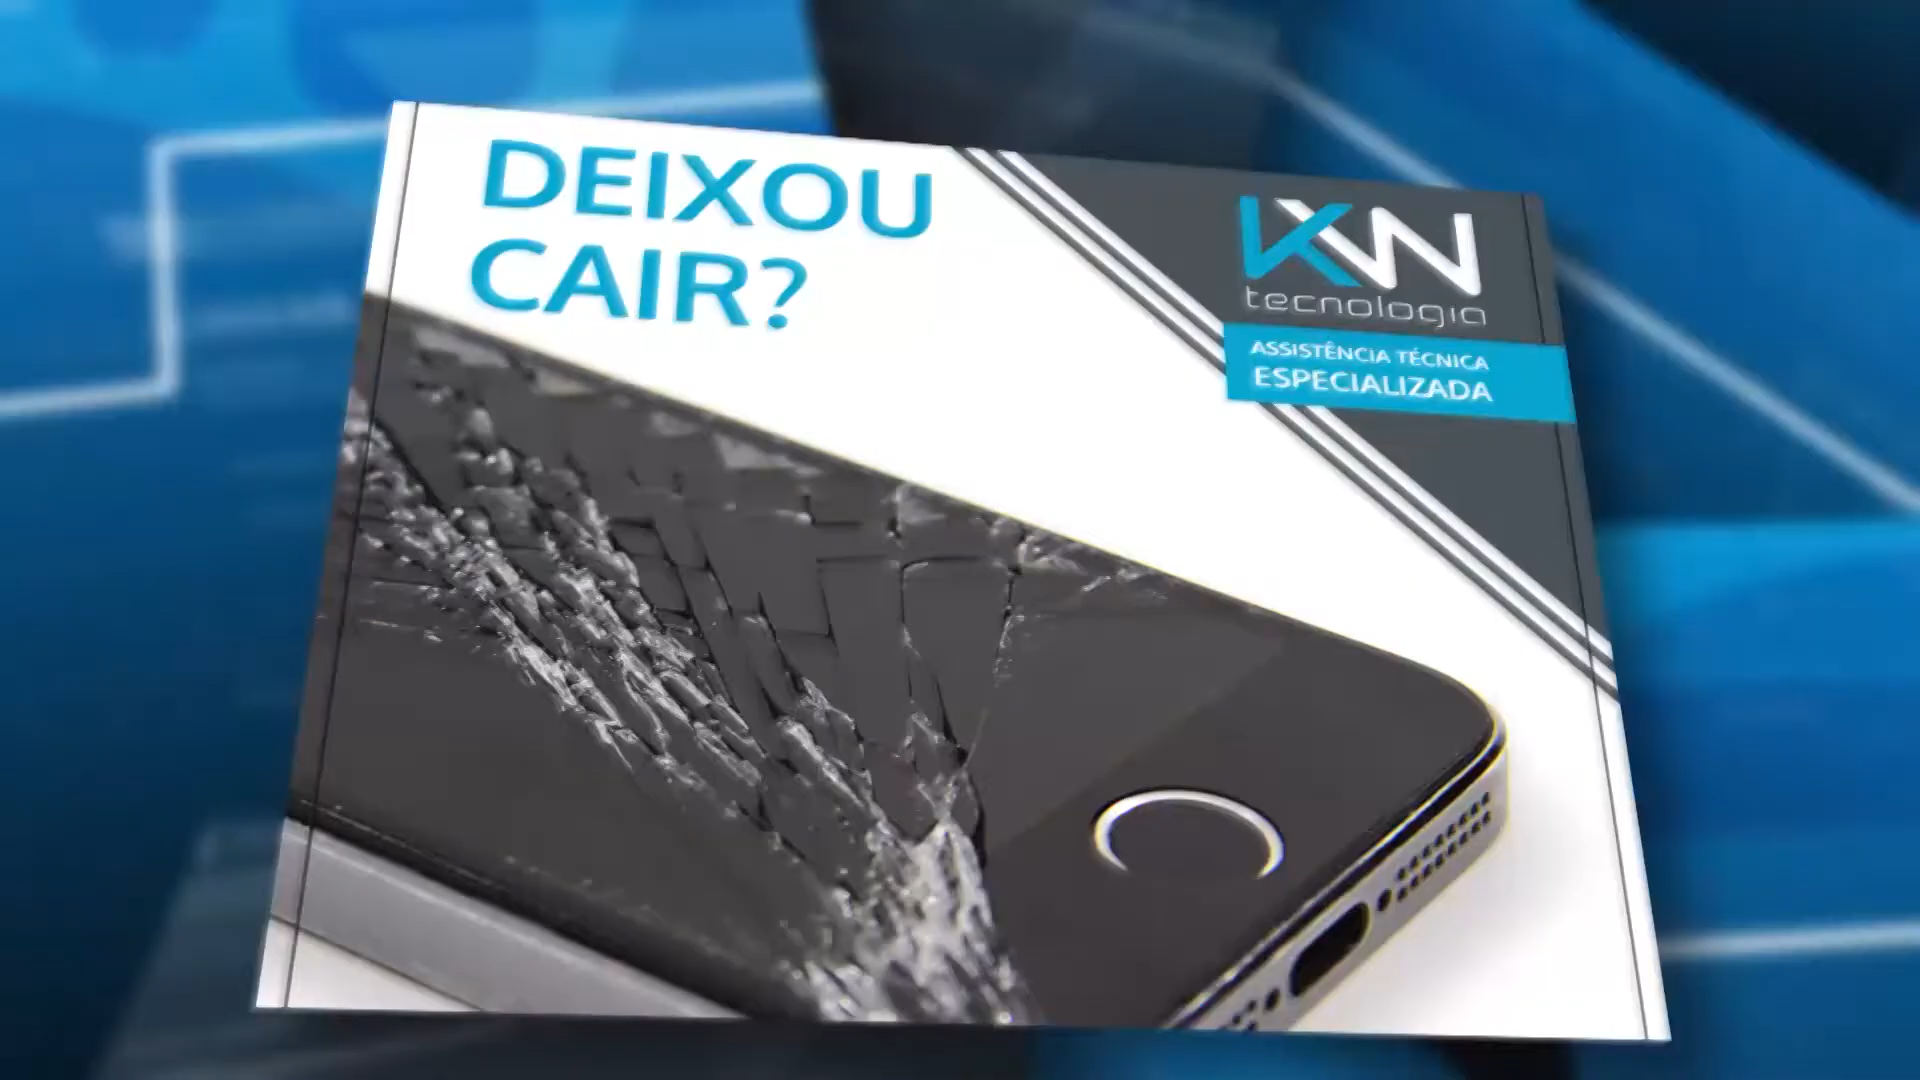 DEIXOU
CAIR?
KW
tecnologia
ASSISTÊNCIA TÉCNICA
ESPECIALIZADA